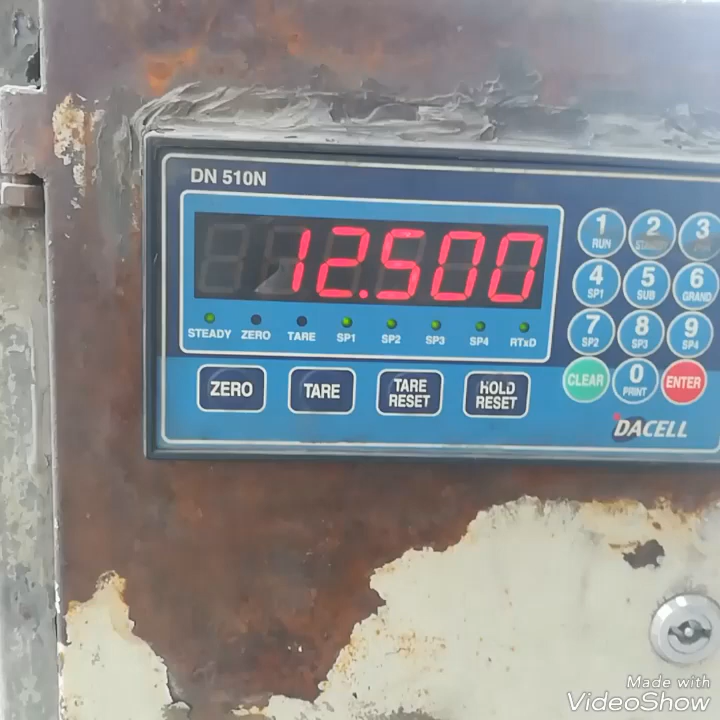 DN 510N
12.500
STEADY ZERO TARE SP1 SP2 SP3 SP4 RTxD
ZERO TARE TARE RESET HOLD RESET
1 RUN 2 3
4 SP1 5 SUB 6 GRAND
7 SP2 8 SP3 9 SP4
CLEAR 0 PRINT ENTER
DACELL
Made with
VideoShow